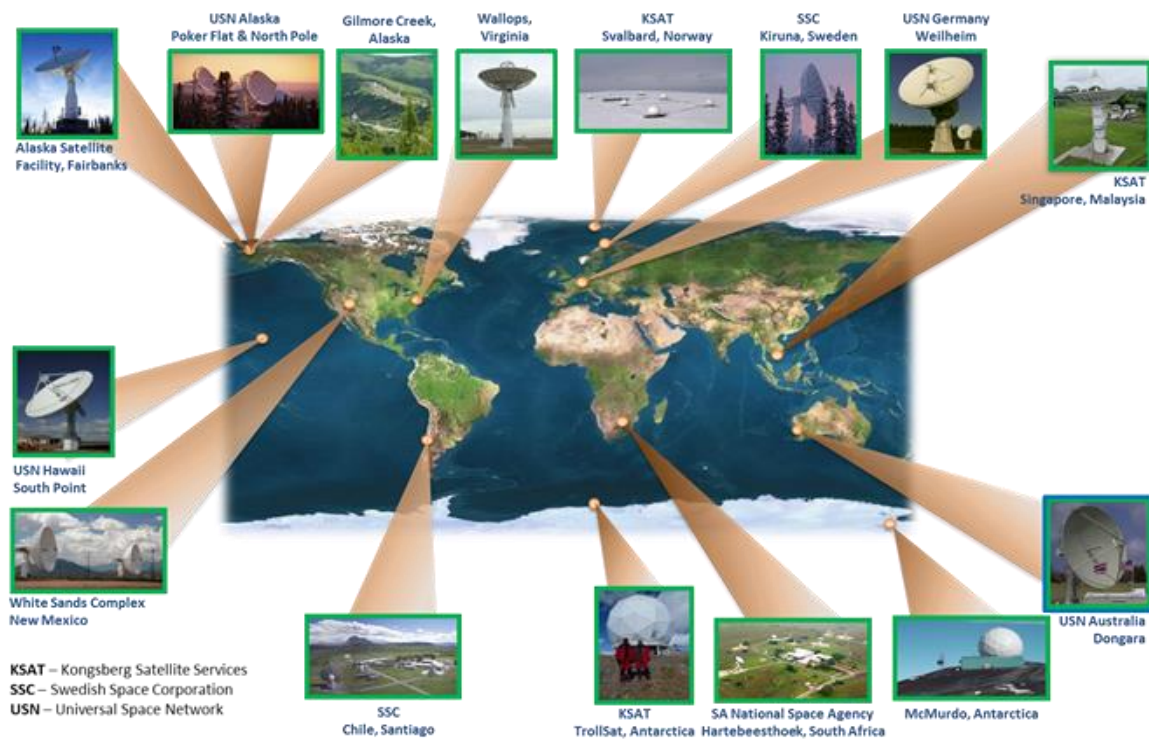 USN Alaska
Poker Flat & North Pole
Gilmore Creek,
Alaska
Wallops,
Virginia
KSAT
Svalbard, Norway
SSC
Kiruna, Sweden
USN Germany
Weilheim
Alaska Satellite
Facility, Fairbanks
KSAT
Singapore, Malaysia
USN Hawaii
South Point
White Sands Complex
New Mexico
USN Australia
Dongara
KSAT – Kongsberg Satellite Services
SSC – Swedish Space Corporation
USN – Universal Space Network
SSC
Chile, Santiago
KSAT
TrollSat, Antarctica
SA National Space Agency
Hartebeesthoek, South Africa
McMurdo, Antarctica